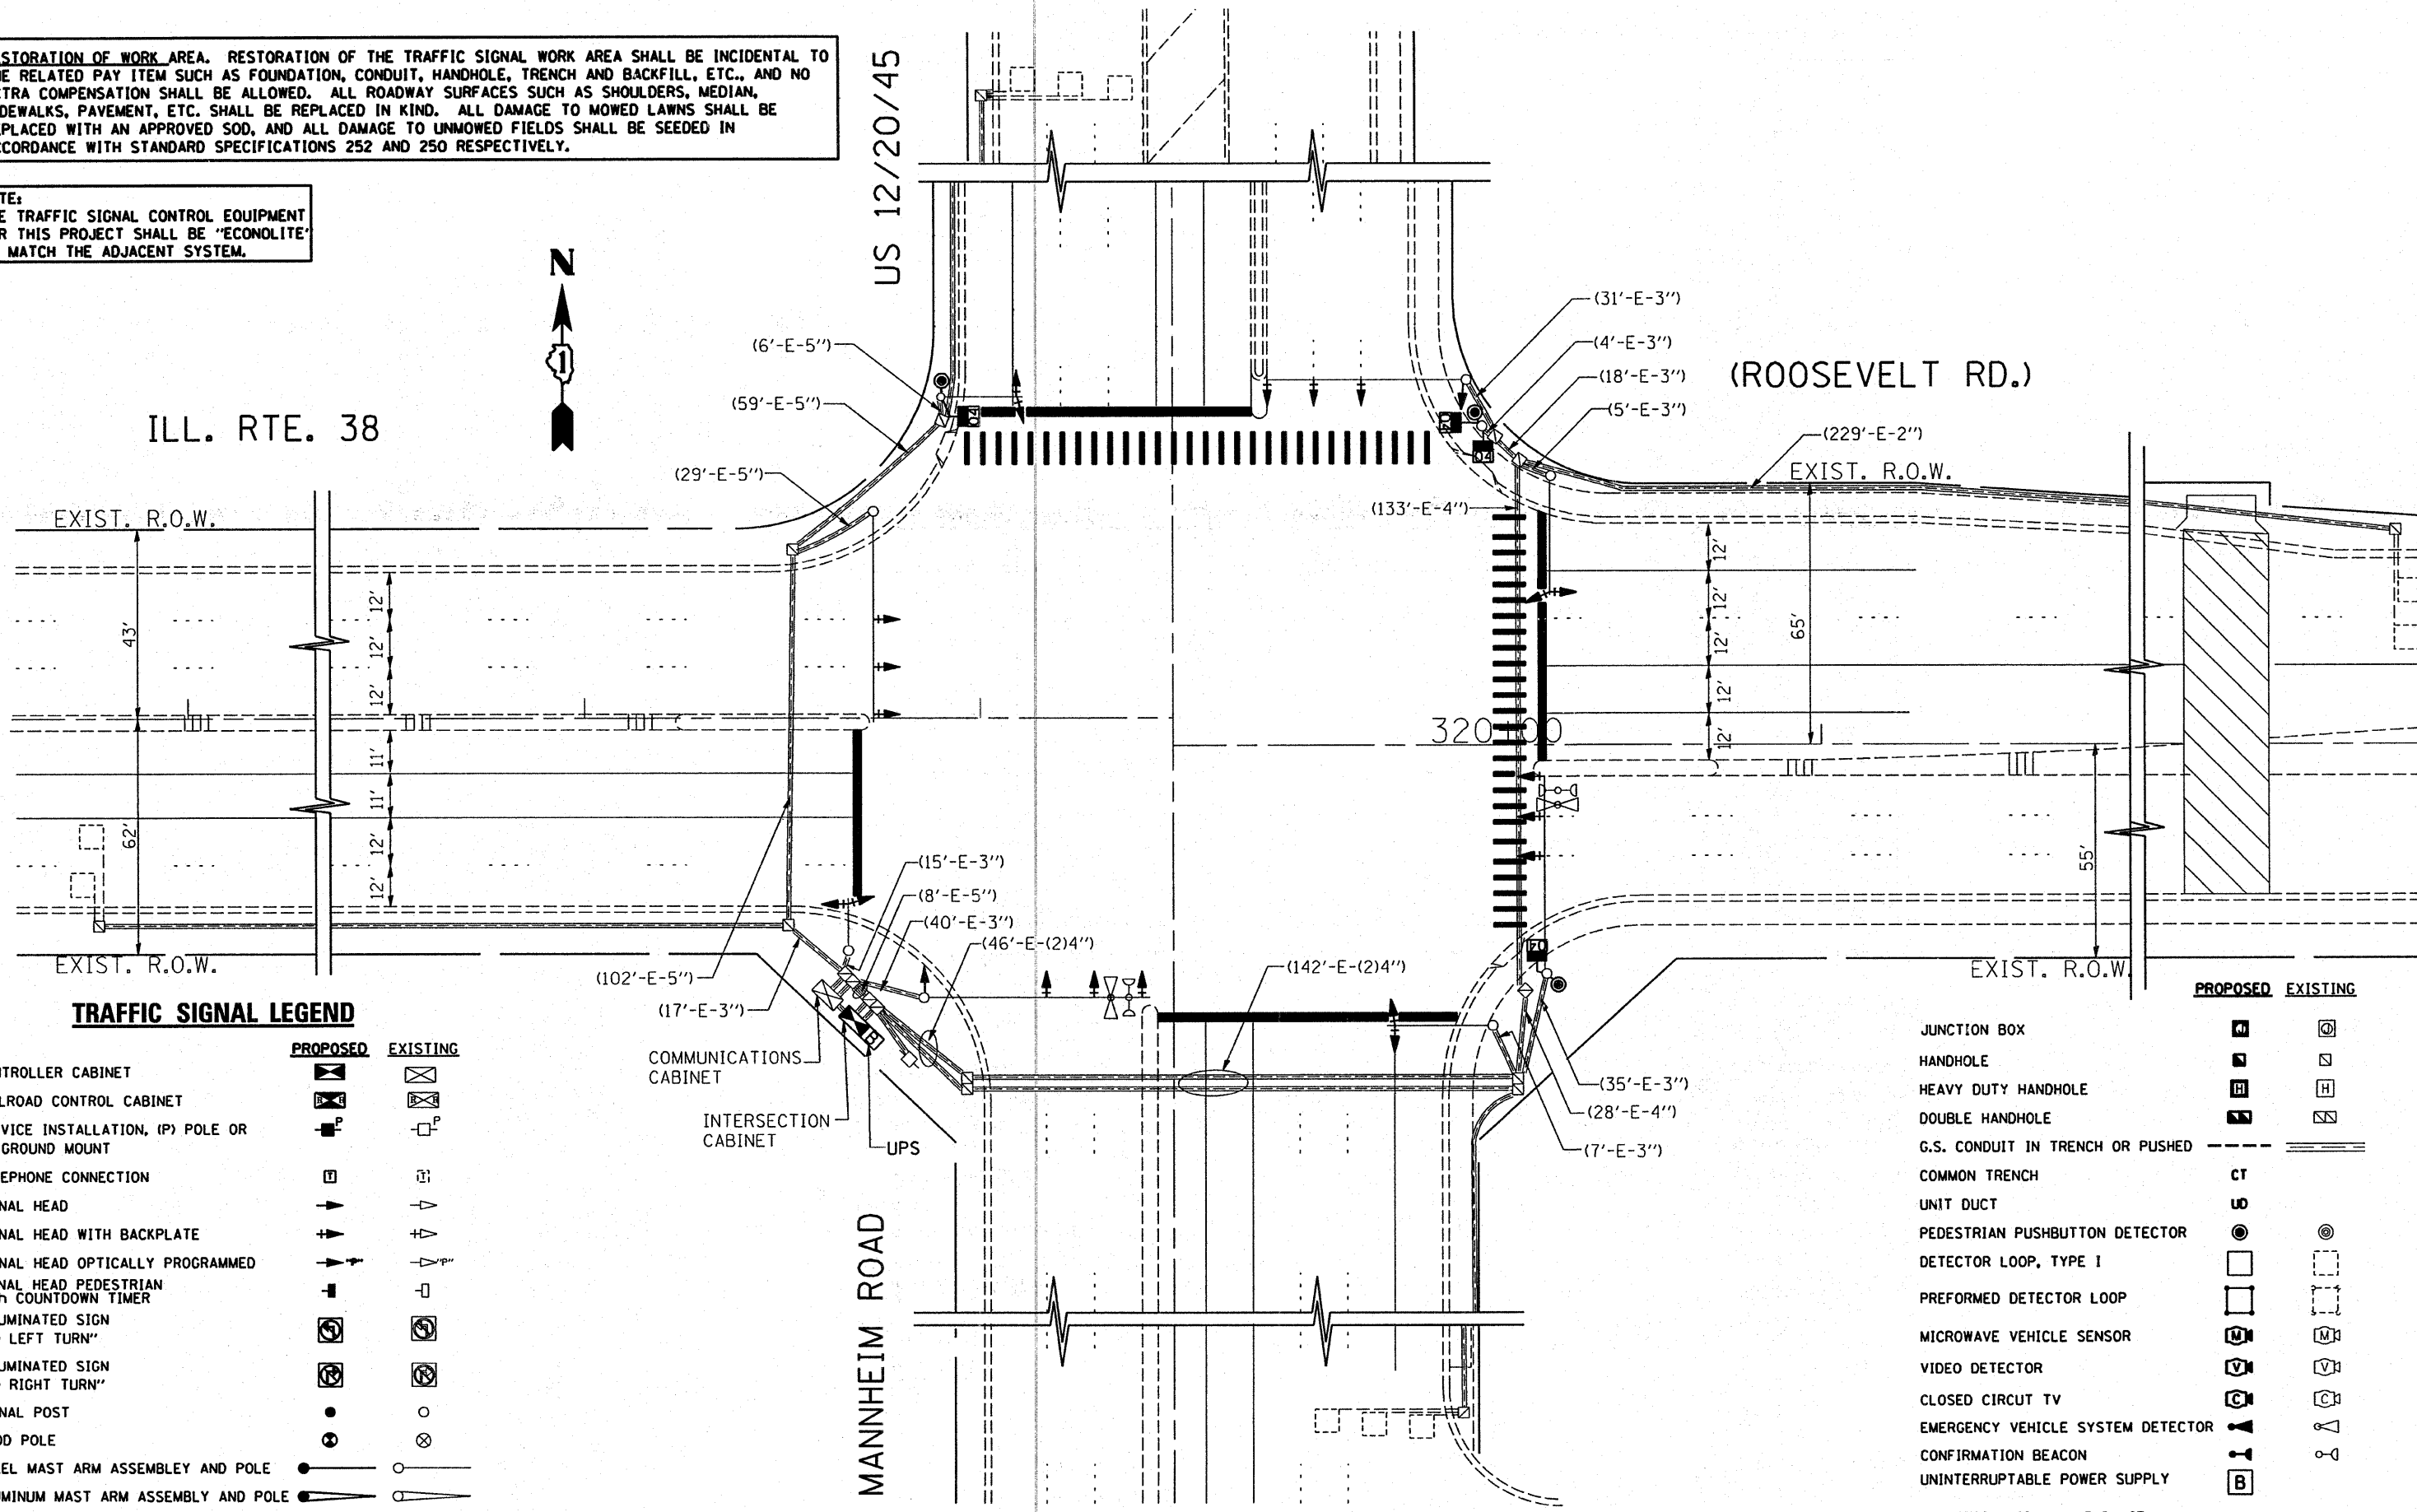 STORATION OF WORK AREA. RESTORATION OF THE TRAFFIC SIGNAL WORK AREA SHALL BE INCIDENTAL TO
E RELATED PAY ITEM SUCH AS FOUNDATION, CONDUIT, HANDHOLE, TRENCH AND BACKFILL, ETC., AND NO
TRA COMPENSATION SHALL BE ALLOWED. ALL ROADWAY SURFACES SUCH AS SHOULDERS, MEDIAN,
DEWALKS, PAVEMENT, ETC. SHALL BE REPLACED IN KIND. ALL DAMAGE TO MOWED LAWNS SHALL BE
PLACED WITH AN APPROVED SOD, AND ALL DAMAGE TO UNMOWED FIELDS SHALL BE SEEDED IN
CCORDANCE WITH STANDARD SPECIFICATIONS 252 AND 250 RESPECTIVELY.
TE:
E TRAFFIC SIGNAL CONTROL EQUIPMENT
R THIS PROJECT SHALL BE "ECONOLITE"
MATCH THE ADJACENT SYSTEM.
N
1
US 12/20/45
ILL. RTE. 38
(ROOSEVELT RD.)
MANNHEIM ROAD
(6'-E-5")
(59'-E-5")
(29'-E-5")
(31'-E-3")
(4'-E-3")
(18'-E-3")
(5'-E-3")
(229'-E-2")
(133'-E-4")
EXIST. R.O.W.
EXIST. R.O.W.
43'
12'
12'
12'
11'
11'
12'
12'
62'
12'
12'
12'
12'
12'
65'
55'
320+00
(15'-E-3")
(8'-E-5")
(40'-E-3")
(46'-E-(2)4")
(142'-E-(2)4")
(102'-E-5")
(17'-E-3")
(35'-E-3")
(28'-E-4")
(7'-E-3")
EXIST. R.O.W.
EXIST. R.O.W.
COMMUNICATIONS
CABINET
INTERSECTION
CABINET
UPS
B
TRAFFIC SIGNAL LEGEND
PROPOSED EXISTING
NTROLLER CABINET
LROAD CONTROL CABINET
VICE INSTALLATION, (P) POLE OR
GROUND MOUNT
P P
EPHONE CONNECTION
T T
NAL HEAD
NAL HEAD WITH BACKPLATE
NAL HEAD OPTICALLY PROGRAMMED
"P" "P"
NAL HEAD PEDESTRIAN
h COUNTDOWN TIMER
UMINATED SIGN
LEFT TURN"
UMINATED SIGN
RIGHT TURN"
NAL POST
OD POLE
EL MAST ARM ASSEMBLEY AND POLE
UMINUM MAST ARM ASSEMBLY AND POLE
PROPOSED EXISTING
JUNCTION BOX
HANDHOLE
HEAVY DUTY HANDHOLE H H
DOUBLE HANDHOLE
G.S. CONDUIT IN TRENCH OR PUSHED
COMMON TRENCH CT
UNIT DUCT UD
PEDESTRIAN PUSHBUTTON DETECTOR
DETECTOR LOOP, TYPE I
PREFORMED DETECTOR LOOP
MICROWAVE VEHICLE SENSOR M M
VIDEO DETECTOR V V
CLOSED CIRCUT TV C C
EMERGENCY VEHICLE SYSTEM DETECTOR
CONFIRMATION BEACON
UNINTERRUPTABLE POWER SUPPLY B